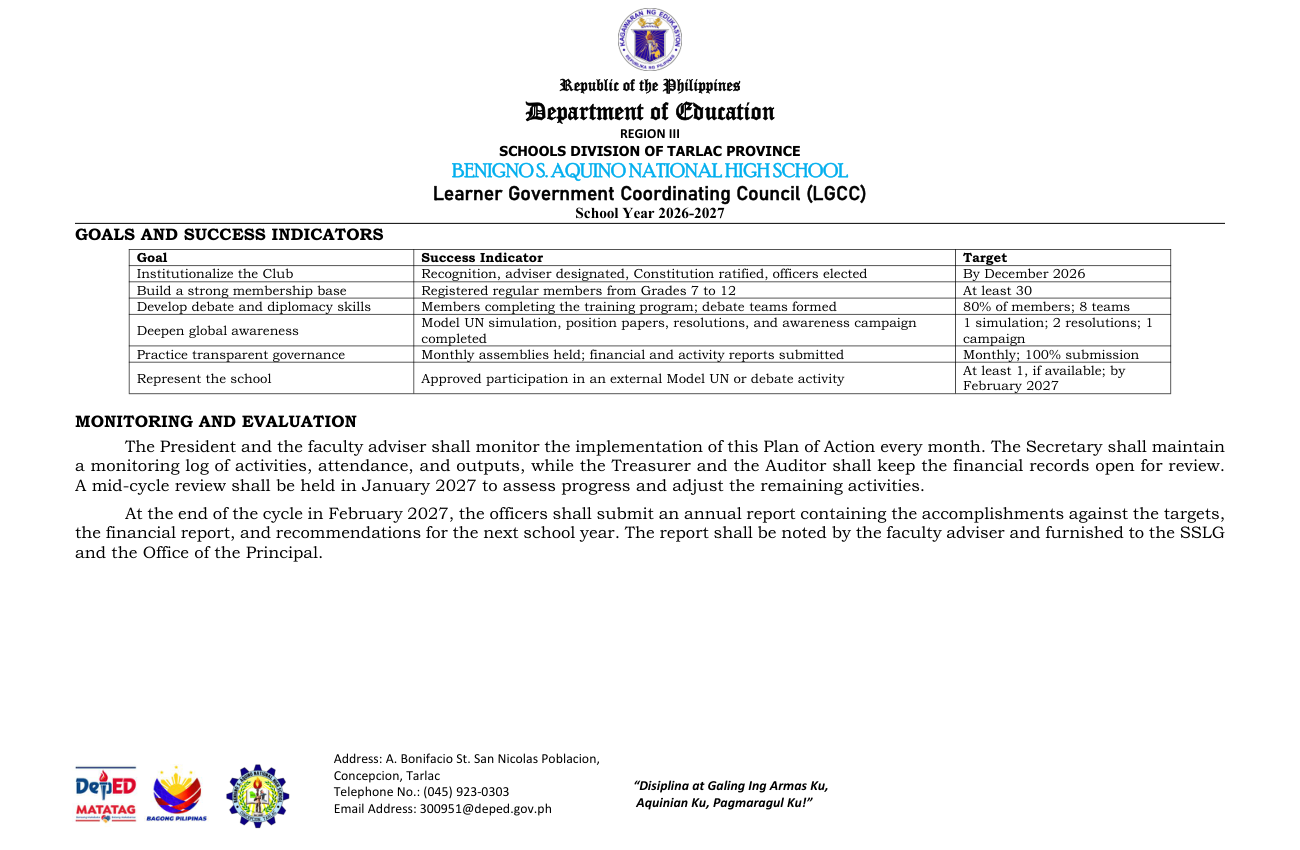 KAGAWARAN NG EDUKASYON
REPUBLIKA NG PILIPINAS
Republic of the Philippines
Department of Education
REGION III
SCHOOLS DIVISION OF TARLAC PROVINCE
BENIGNO S. AQUINO NATIONAL HIGH SCHOOL
Learner Government Coordinating Council (LGCC)
School Year 2026-2027
GOALS AND SUCCESS INDICATORS
Goal Success Indicator Target
Institutionalize the Club Recognition, adviser designated, Constitution ratified, officers elected By December 2026
Build a strong membership base Registered regular members from Grades 7 to 12 At least 30
Develop debate and diplomacy skills Members completing the training program; debate teams formed 80% of members; 8 teams
Deepen global awareness Model UN simulation, position papers, resolutions, and awareness campaign
completed 1 simulation; 2 resolutions; 1
campaign
Practice transparent governance Monthly assemblies held; financial and activity reports submitted Monthly; 100% submission
Represent the school Approved participation in an external Model UN or debate activity At least 1, if available; by
February 2027
MONITORING AND EVALUATION
The President and the faculty adviser shall monitor the implementation of this Plan of Action every month. The Secretary shall maintain
a monitoring log of activities, attendance, and outputs, while the Treasurer and the Auditor shall keep the financial records open for review.
A mid-cycle review shall be held in January 2027 to assess progress and adjust the remaining activities.
At the end of the cycle in February 2027, the officers shall submit an annual report containing the accomplishments against the targets,
the financial report, and recommendations for the next school year. The report shall be noted by the faculty adviser and furnished to the SSLG
and the Office of the Principal.
DepED
MATATAG
BAGONG PILIPINAS
Address: A. Bonifacio St. San Nicolas Poblacion,
Concepcion, Tarlac
Telephone No.: (045) 923-0303
Email Address: 300951@deped.gov.ph
“Disiplina at Galing Ing Armas Ku,
Aquinian Ku, Pagmaragul Ku!”